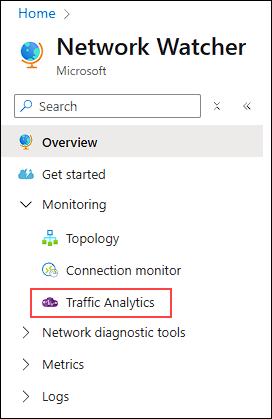 Home
Network Watcher
Microsoft
Search
Overview
Get started
Monitoring
Topology
Connection monitor
Traffic Analytics
Network diagnostic tools
Metrics
Logs